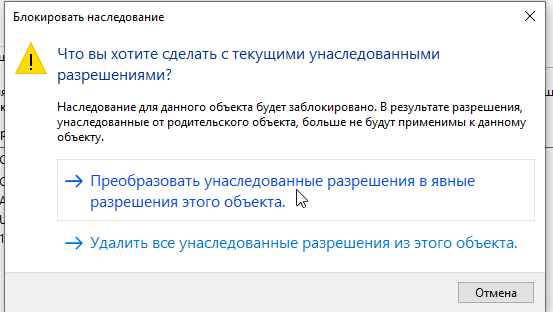 Блокировать наследование
Что вы хотите сделать с текущими унаследованными
разрешениями?
Наследование для данного объекта будет заблокировано. В результате разрешения,
унаследованные от родительского объекта, больше не будут применимы к данному
объекту.
Преобразовать унаследованные разрешения в явные
разрешения этого объекта.
Удалить все унаследованные разрешения из этого объекта.
Отмена